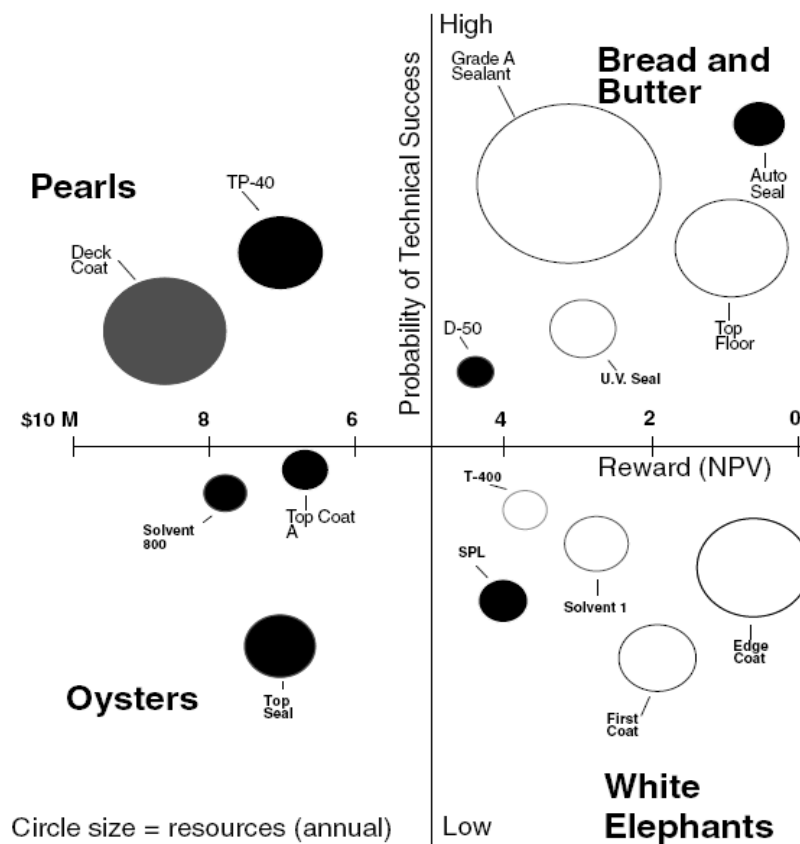 High
Probability of Technical Success
Grade A
Sealant
Bread and
Butter
Auto
Seal
Pearls
TP-40
Deck
Coat
D-50
U.V. Seal
Top
Floor
$10 M
8
6
4
2
0
Reward (NPV)
Solvent
800
Top Coat
A
T-400
SPL
Solvent 1
Edge
Coat
First
Coat
Oysters
Top
Seal
White
Elephants
Circle size = resources (annual)
Low